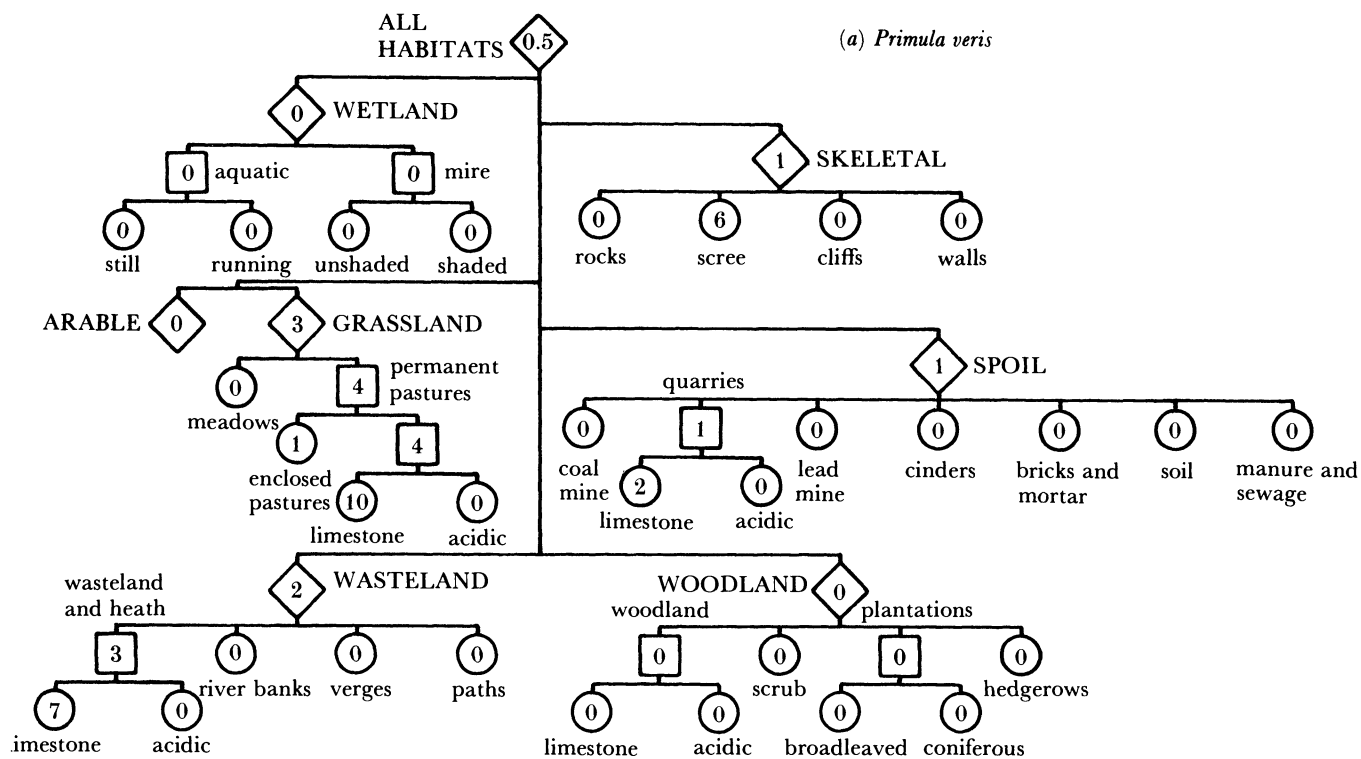 ALL
HABITATS
0.5
(a) Primula veris
0 WETLAND
1 SKELETAL
0 aquatic
0 mire
0
0
0
0
still
running
unshaded
shaded
0
6
0
0
rocks
scree
cliffs
walls
ARABLE 0
3 GRASSLAND
1 SPOIL
0
meadows
4
permanent
pastures
1
enclosed
pastures
4
10
limestone
0
acidic
quarries
0
1
0
0
0
0
0
coal
mine
lead
mine
cinders
bricks and
mortar
soil
manure and
sewage
2
limestone
0
acidic
2 WASTELAND
wasteland
and heath
3
0
0
0
river banks
verges
paths
7
0
.imestone
acidic
WOODLAND 0
woodland
plantations
0
0
0
0
scrub
hedgerows
0
0
0
0
limestone
acidic
broadleaved
coniferous